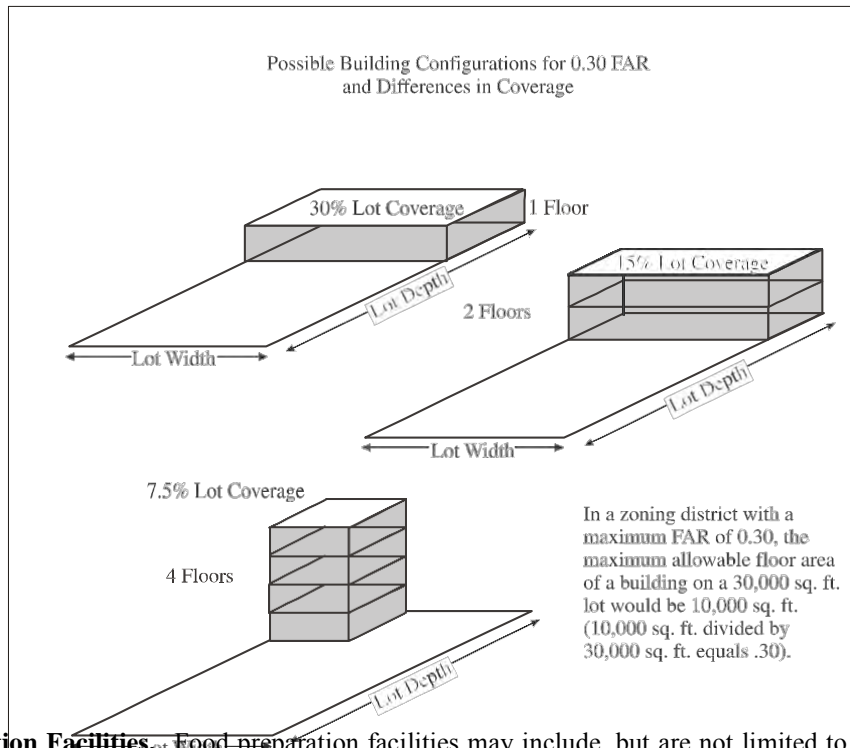 Possible Building Configurations for 0.30 FAR
and Differences in Coverage
30% Lot Coverage
1 Floor
Lot Depth
Lot Width
15% Lot Coverage
2 Floors
Lot Depth
Lot Width
7.5% Lot Coverage
4 Floors
Lot Depth
In a zoning district with a
maximum FAR of 0.30, the
maximum allowable floor area
of a building on a 30,000 sq. ft.
lot would be 10,000 sq. ft.
(10,000 sq. ft. divided by
30,000 sq. ft. equals .30).
Facilities. Food preparation facilities may include, but are not limited to